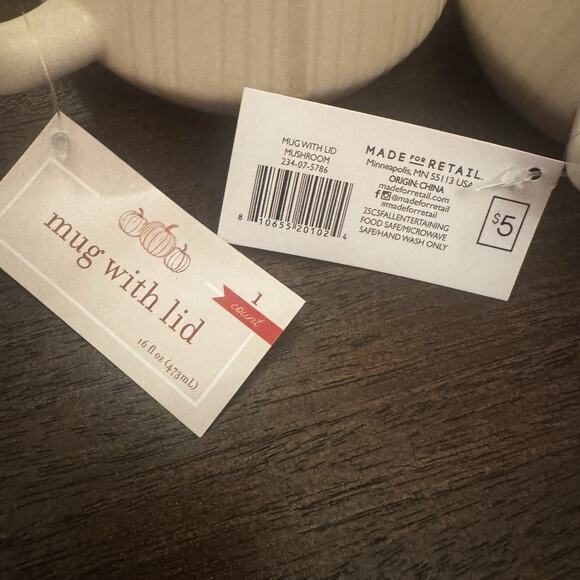 mug with lid
1
count
16 fl oz (473mL)
MUG WITH LID
MUSHROOM
234-07-5786
8 10655 20102 4
MADE FOR RETAIL.
Minneapolis, MN 55113 USA
ORIGIN: CHINA
madeforretail.com
@madeforretail
#madeforretail
25CSFALLENTERTAINING
FOOD SAFE/MICROWAVE
SAFE/HAND WASH ONLY
$5